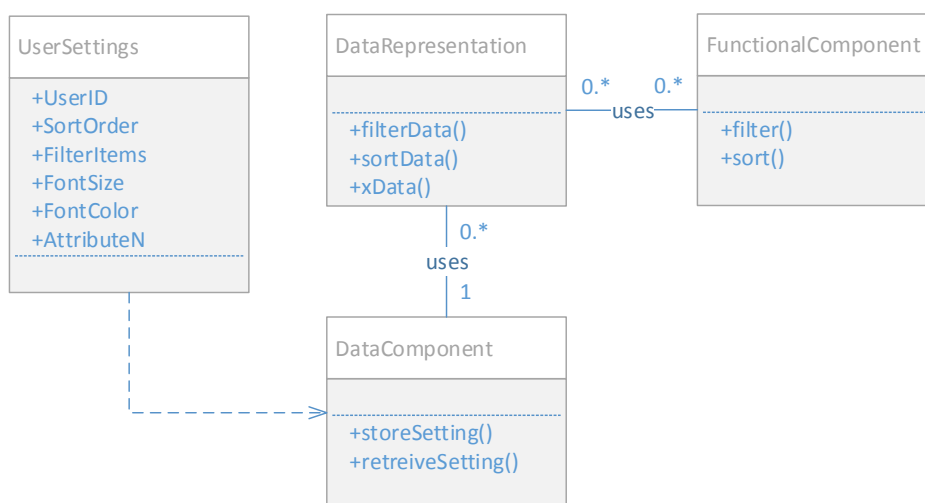 UserSettings
+UserID
+SortOrder
+FilterItems
+FontSize
+FontColor
+AttributeN
DataRepresentation
+filterData()
+sortData()
+xData()
0.*
uses
0.*
FunctionalComponent
+filter()
+sort()
0.*
uses
1
DataComponent
+storeSetting()
+retreiveSetting()